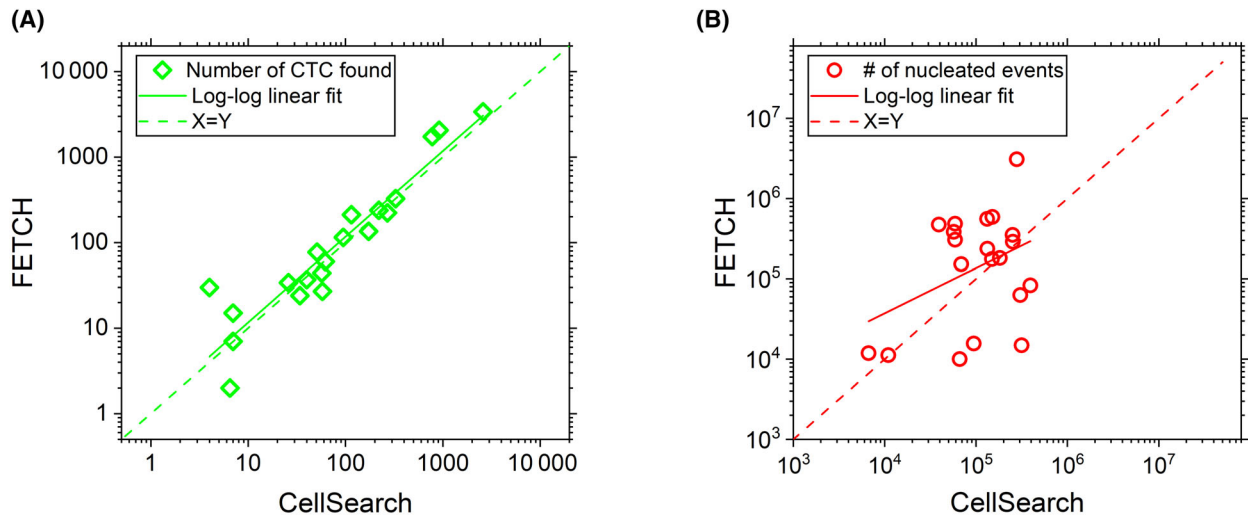 (A)
10 000
1000
100
10
1
FETCH
Number of CTC found
Log-log linear fit
X=Y
1 10 100 1000 10 000
CellSearch
(B)
10⁷
10⁶
10⁵
10⁴
10³
FETCH
# of nucleated events
Log-log linear fit
X=Y
10³ 10⁴ 10⁵ 10⁶ 10⁷
CellSearch